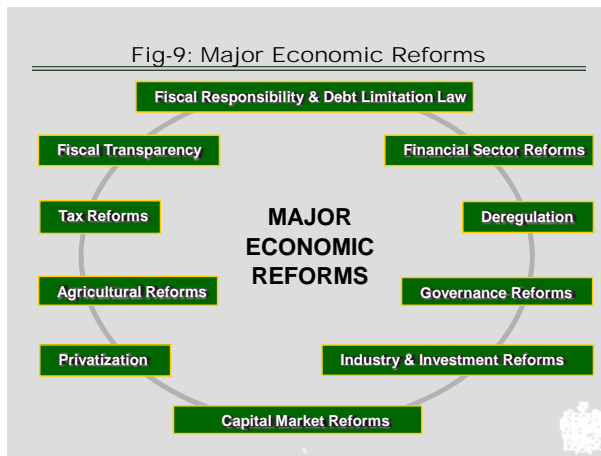 Fig-9: Major Economic Reforms
Fiscal Responsibility & Debt Limitation Law
Fiscal Transparency
Financial Sector Reforms
Tax Reforms
MAJOR
ECONOMIC
REFORMS
Deregulation
Agricultural Reforms
Governance Reforms
Privatization
Industry & Investment Reforms
Capital Market Reforms